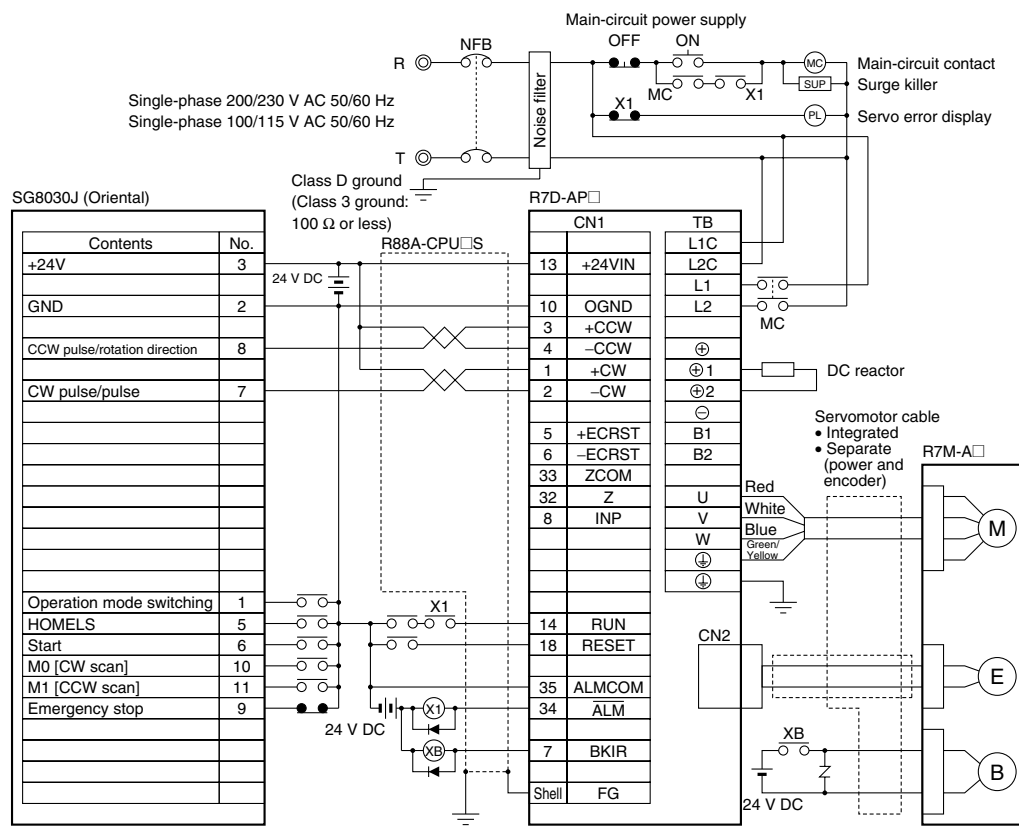 Main-circuit power supply
NFB
OFF
ON
R
MC
Main-circuit contact
SUP
Surge killer
MC
X1
Single-phase 200/230 V AC 50/60 Hz
Single-phase 100/115 V AC 50/60 Hz
Noise filter
X1
PL
Servo error display
T
Class D ground
(Class 3 ground:
100 Ω or less)
SG8030J (Oriental)
R7D-AP□
R88A-CPU□S
CN1
TB
Contents
No.
L1C
+24V
3
24 V DC
13
+24VIN
L2C
L1
GND
2
10
OGND
L2
MC
3
+CCW
CCW pulse/rotation direction
8
4
−CCW
⊕
1
+CW
⊕1
DC reactor
CW pulse/pulse
7
2
−CW
⊕2
⊖
5
+ECRST
B1
6
−ECRST
B2
33
ZCOM
32
Z
U
8
INP
V
W
Servomotor cable
• Integrated
• Separate
(power and
encoder)
R7M-A□
Red
White
Blue
Green/
Yellow
M
Operation mode switching
1
X1
HOMELS
5
14
RUN
Start
6
18
RESET
CN2
M0 [CW scan]
10
E
M1 [CCW scan]
11
35
ALMCOM
Emergency stop
9
24 V DC
X1
34
ALM
XB
7
BKIR
XB
B
24 V DC
Shell
FG